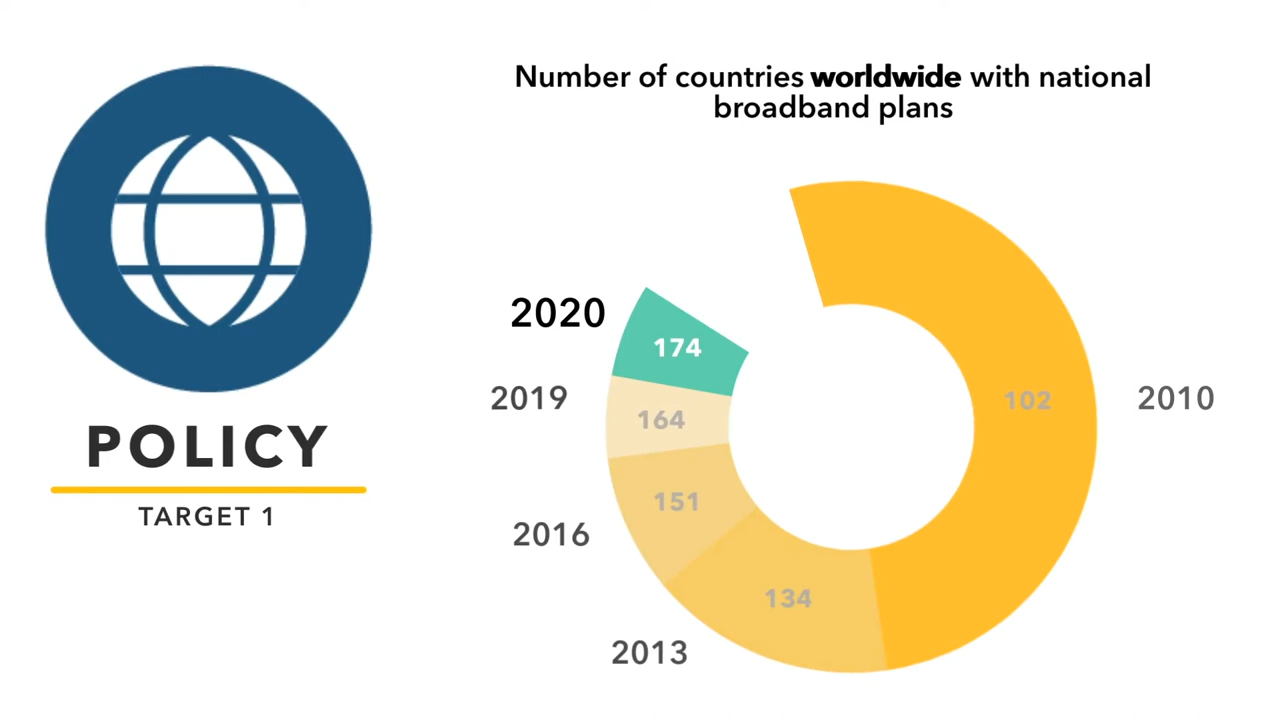 Number of countries worldwide with national
broadband plans
2020
174
2019
164
102
2010
151
2016
134
2013
POLICY
TARGET 1